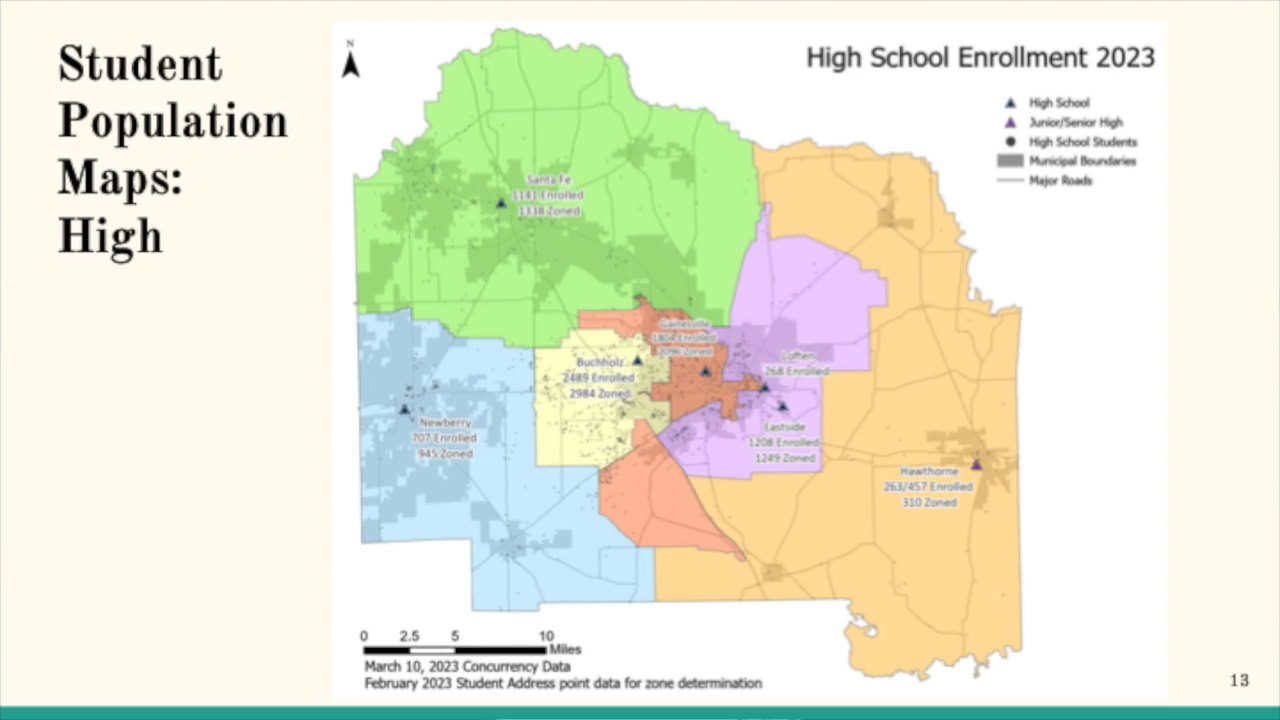 Student
Population
Maps:
High
N
High School Enrollment 2023
High School
Junior/Senior High
High School Students
Municipal Boundaries
Major Roads
Santa Fe
1141 Enrolled
1338 Zoned
Gainesville
Enrolled
Zoned
Buchholz
2489 Enrolled
2984 Zoned
Loften
268 Enrolled
Newberry
707 Enrolled
945 Zoned
Eastside
1208 Enrolled
1249 Zoned
Hawthorne
263/457 Enrolled
310 Zoned
0 2.5 5 10
Miles
March 10, 2023 Concurrency Data
February 2023 Student Address point data for zone determination
13